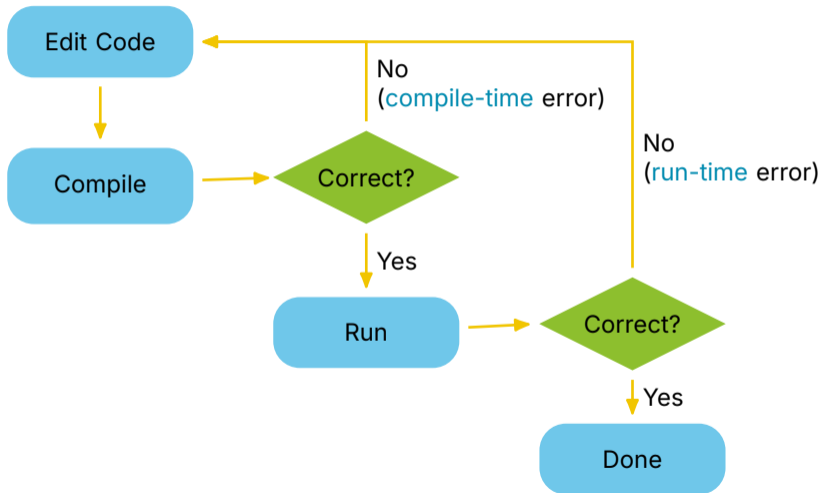 Edit Code
No
(compile-time error)
No
(run-time error)
Compile
Correct?
Yes
Run
Correct?
Yes
Done